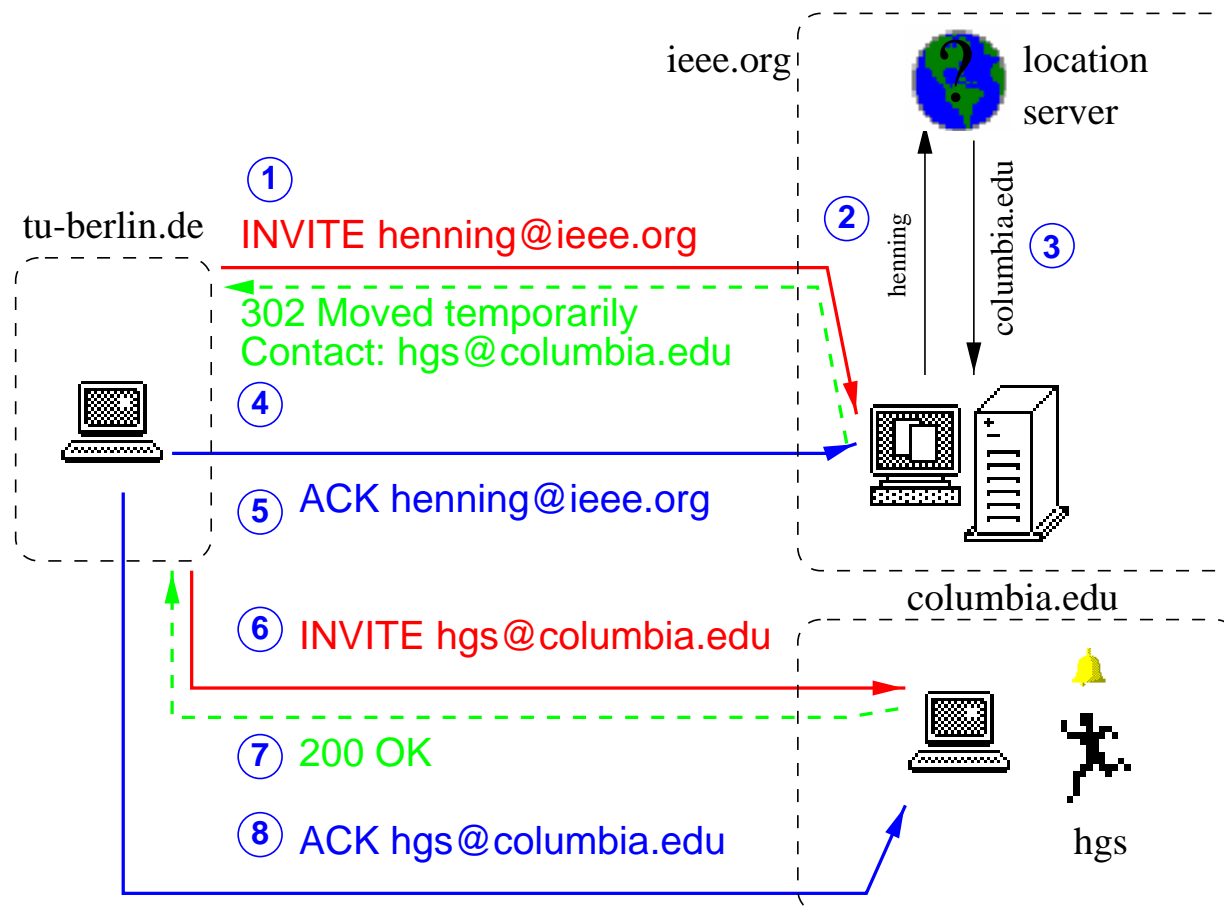 ieee.org
?
location
server
1
tu-berlin.de
INVITE henning@ieee.org
2
henning
columbia.edu
3
302 Moved temporarily
Contact: hgs@columbia.edu
4
5 ACK henning@ieee.org
columbia.edu
6 INVITE hgs@columbia.edu
7 200 OK
8 ACK hgs@columbia.edu
hgs